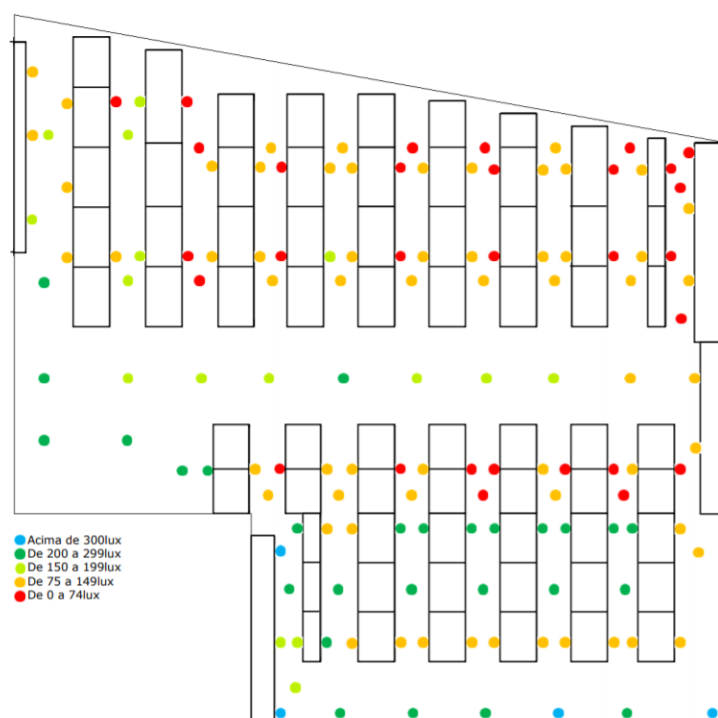 Acima de 300lux
De 200 a 299lux
De 150 a 199lux
De 75 a 149lux
De 0 a 74lux